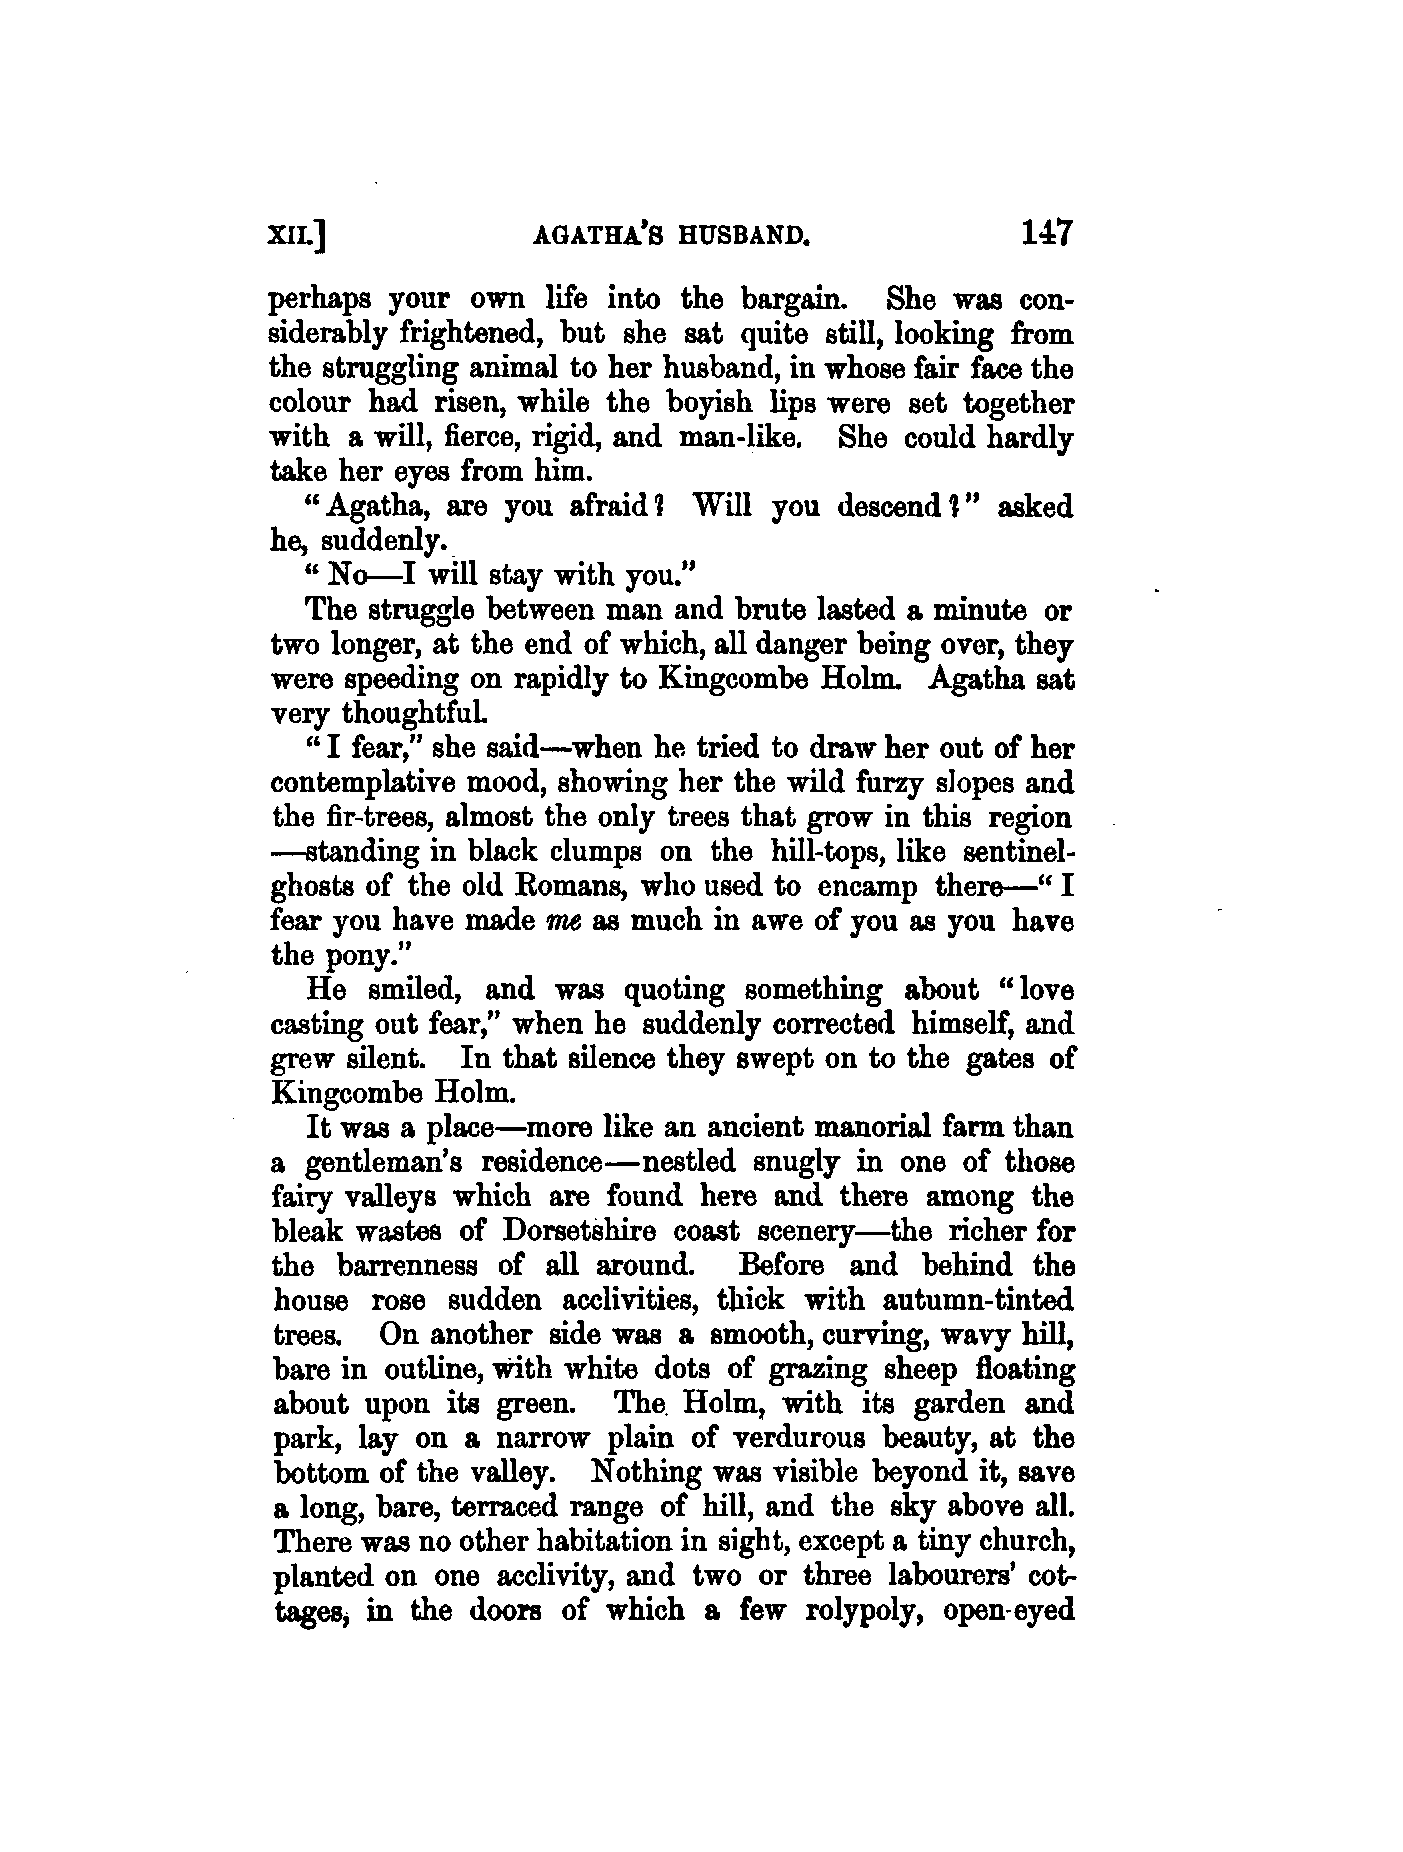 XII.] AGATHA'S HUSBAND. 147
perhaps your own life into the bargain. She was con-
siderably frightened, but she sat quite still, looking from
the struggling animal to her husband, in whose fair face the
colour had risen, while the boyish lips were set together
with a will, fierce, rigid, and man-like. She could hardly
take her eyes from him.
"Agatha, are you afraid? Will you descend?" asked
he, suddenly.
"No—I will stay with you."
The struggle between man and brute lasted a minute or
two longer, at the end of which, all danger being over, they
were speeding on rapidly to Kingcombe Holm. Agatha sat
very thoughtful.
"I fear," she said—when he tried to draw her out of her
contemplative mood, showing her the wild furzy slopes and
the fir-trees, almost the only trees that grow in this region
—standing in black clumps on the hill-tops, like sentinel-
ghosts of the old Romans, who used to encamp there—"I
fear you have made me as much in awe of you as you have
the pony."
He smiled, and was quoting something about "love
casting out fear," when he suddenly corrected himself, and
grew silent. In that silence they swept on to the gates of
Kingcombe Holm.
It was a place—more like an ancient manorial farm than
a gentleman's residence—nestled snugly in one of those
fairy valleys which are found here and there among the
bleak wastes of Dorsetshire coast scenery—the richer for
the barrenness of all around. Before and behind the
house rose sudden acclivities, thick with autumn-tinted
trees. On another side was a smooth, curving, wavy hill,
bare in outline, with white dots of grazing sheep floating
about upon its green. The Holm, with its garden and
park, lay on a narrow plain of verdurous beauty, at the
bottom of the valley. Nothing was visible beyond it, save
a long, bare, terraced range of hill, and the sky above all.
There was no other habitation in sight, except a tiny church,
planted on one acclivity, and two or three labourers' cot-
tages, in the doors of which a few rolypoly, open-eyed